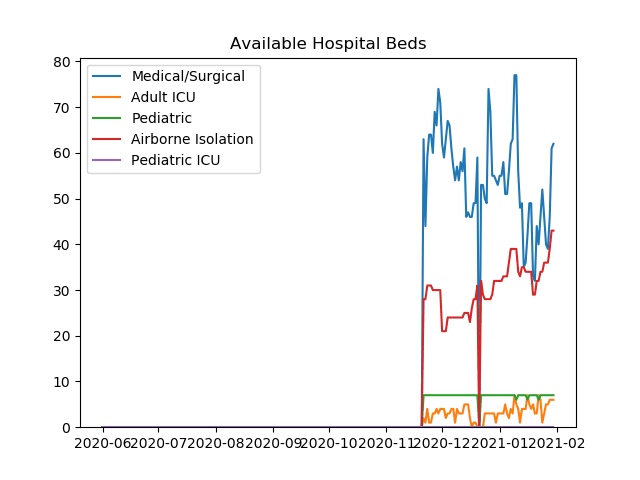 Available Hospital Beds
80
70
60
50
40
30
20
10
0
Medical/Surgical
Adult ICU
Pediatric
Airborne Isolation
Pediatric ICU
2020-06 2020-07 2020-08 2020-09 2020-10 2020-11 2020-12 2021-01 2021-02